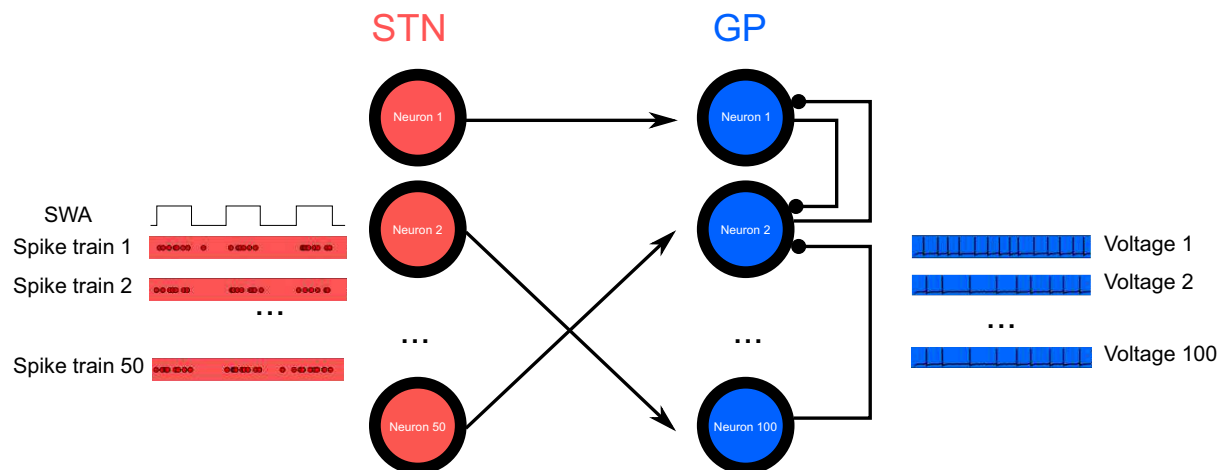 STN
GP
Neuron 1
Neuron 1
Neuron 2
Neuron 2
SWA
Spike train 1
Spike train 2
...
Spike train 50
...
...
Neuron 50
Neuron 100
Voltage 1
Voltage 2
...
Voltage 100